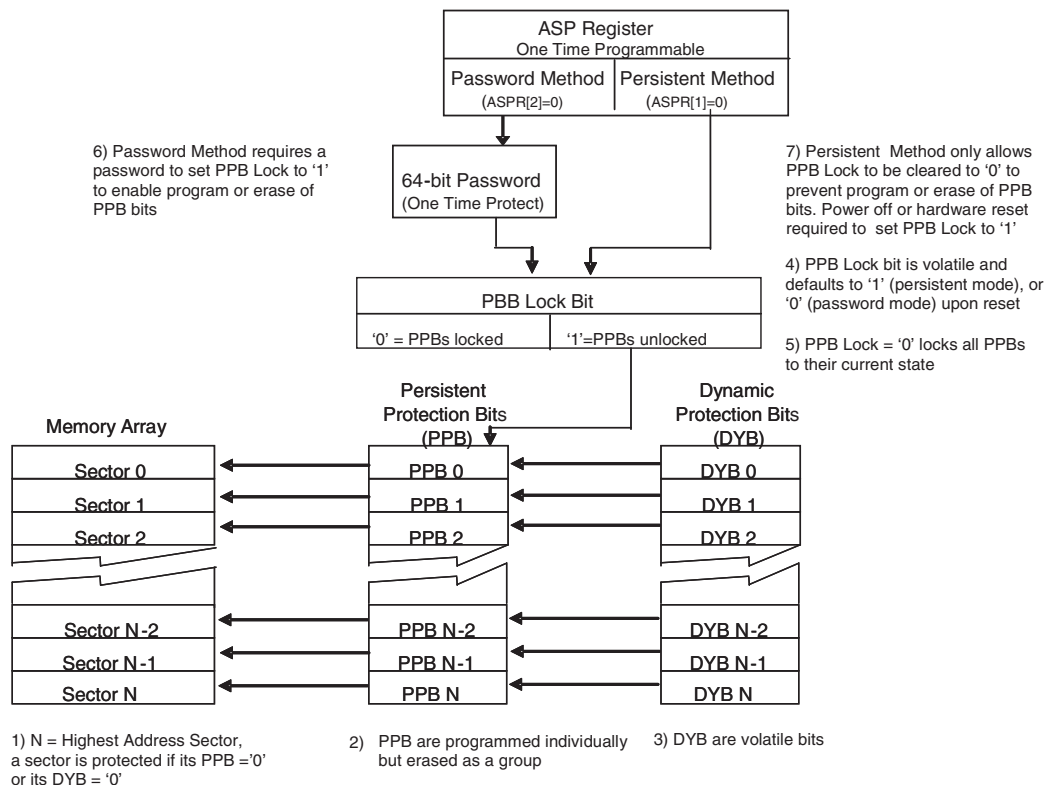 ASP Register
One Time Programmable
Password Method
(ASPR[2]=0)
Persistent Method
(ASPR[1]=0)
6) Password Method requires a
password to set PPB Lock to ‘1’
to enable program or erase of
PPB bits
64-bit Password
(One Time Protect)
7) Persistent Method only allows
PPB Lock to be cleared to ‘0’ to
prevent program or erase of PPB
bits. Power off or hardware reset
required to set PPB Lock to ‘1’
4) PPB Lock bit is volatile and
defaults to ‘1’ (persistent mode), or
‘0’ (password mode) upon reset
5) PPB Lock = ‘0’ locks all PPBs
to their current state
PBB Lock Bit
‘0’ = PPBs locked
‘1’=PPBs unlocked
Memory Array
Persistent
Protection Bits
(PPB)
Dynamic
Protection Bits
(DYB)
Sector 0
PPB 0
DYB 0
Sector 1
PPB 1
DYB 1
Sector 2
PPB 2
DYB 2
Sector N-2
PPB N-2
DYB N-2
Sector N-1
PPB N-1
DYB N-1
Sector N
PPB N
DYB N
1) N = Highest Address Sector,
a sector is protected if its PPB =‘0’
or its DYB = ‘0’
2) PPB are programmed individually
but erased as a group
3) DYB are volatile bits